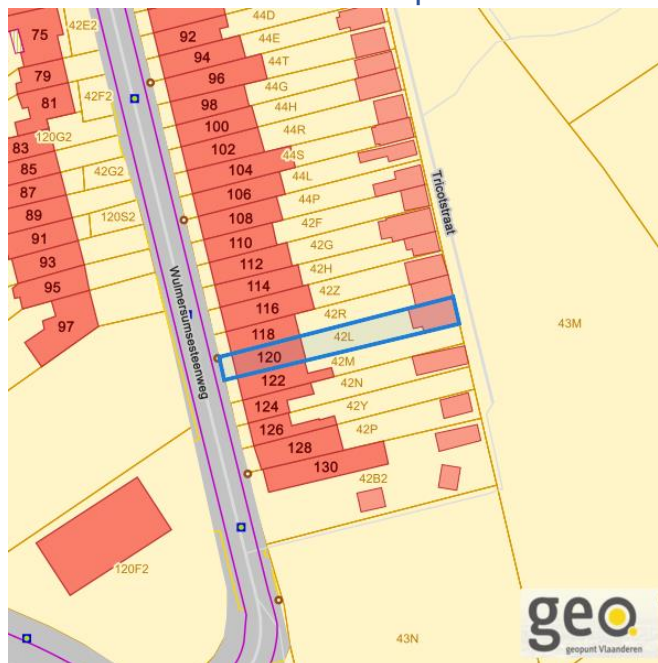 42E2
44D
75
92
44E
94
44T
79
96
44G
81
42F2
98
44H
100
44R
120G2
83
102
44S
85
42G2
104
44L
87
106
44P
Tricotstraat
89
120S2
108
42F
91
110
42G
93
112
42H
95
114
42Z
Wulmersumsesteenweg
97
116
42R
43M
118
42L
120
42M
122
42N
124
42Y
126
42P
128
130
42B2
120F2
43N
geo
geopunt Vlaanderen